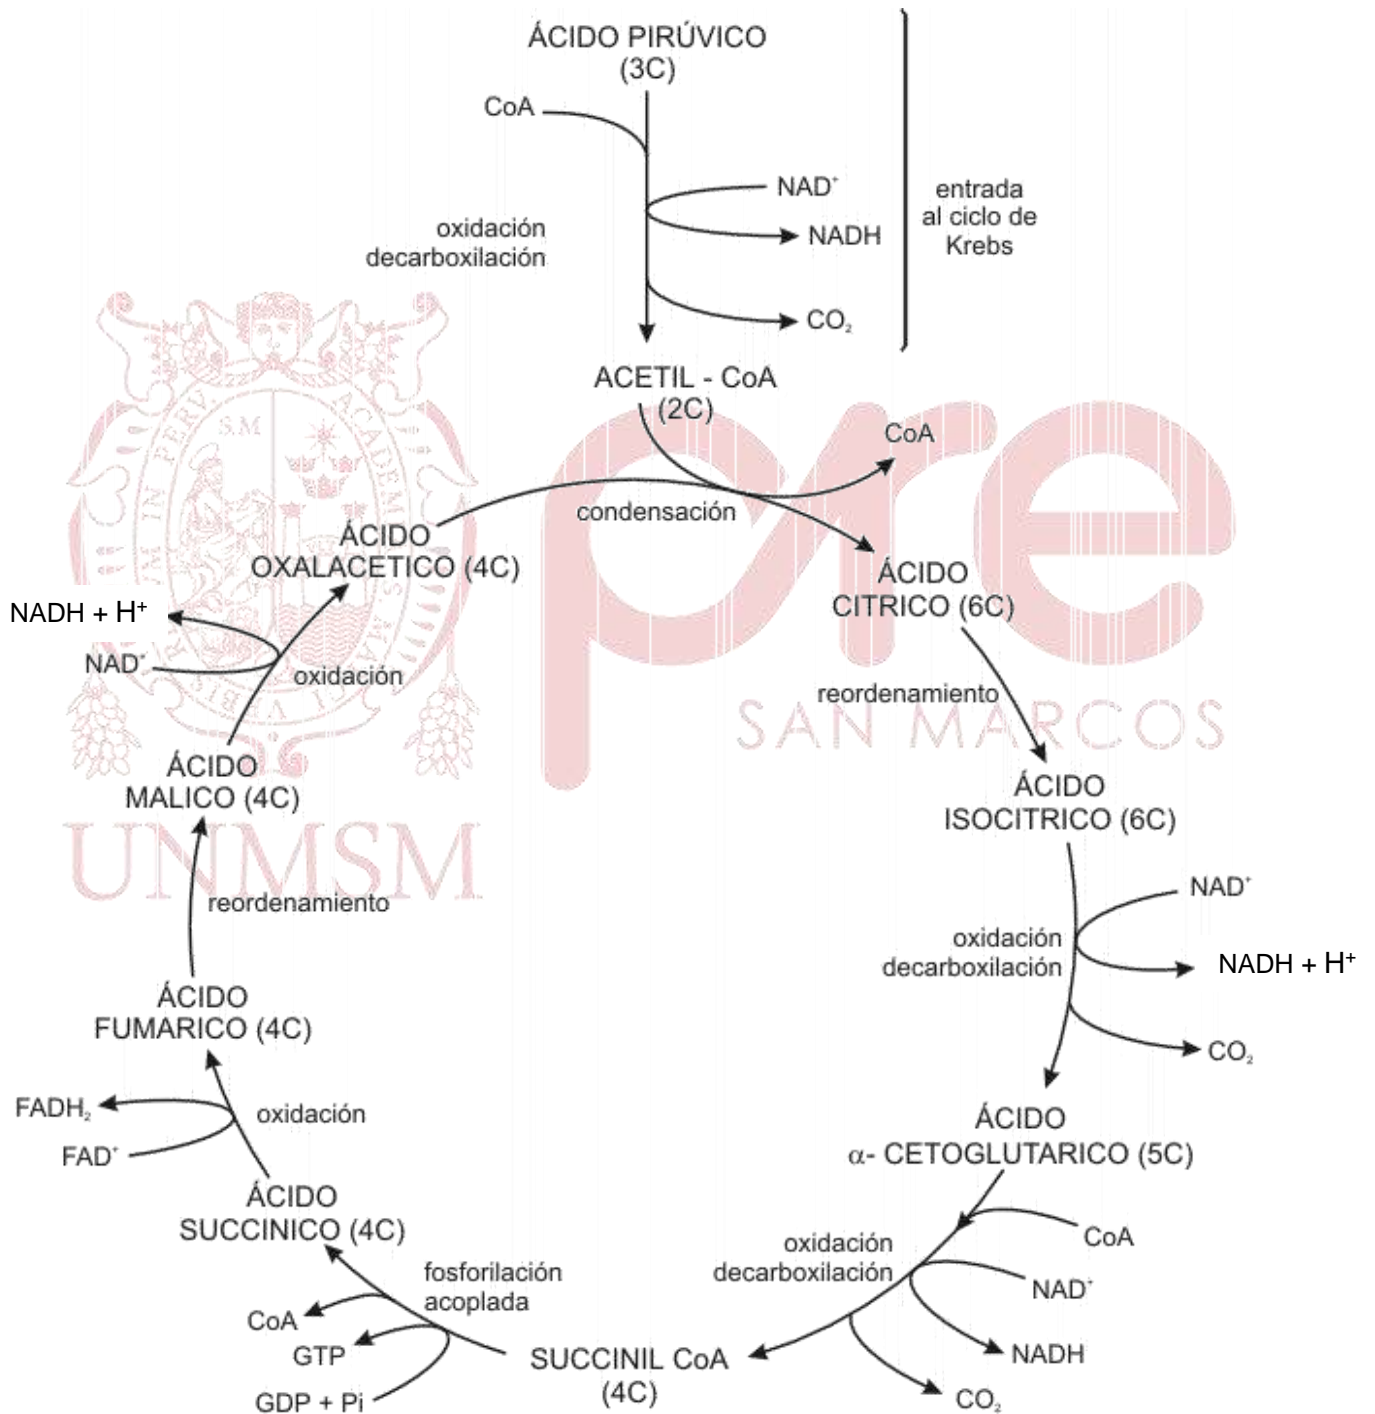 ÁCIDO PIRÚVICO
(3C)
CoA
NAD⁺
NADH
oxidación
decarboxilación
CO₂
entrada
al ciclo de
Krebs
ACETIL - CoA
(2C)
CoA
condensación
ÁCIDO
OXALACETICO (4C)
ÁCIDO
CITRICO (6C)
NADH + H⁺
NAD⁺
oxidación
reordenamiento
SAN MARCOS
ÁCIDO
MALICO (4C)
ÁCIDO
ISOCITRICO (6C)
UNMSM
reordenamiento
NAD⁺
oxidación
decarboxilación
NADH + H⁺
CO₂
ÁCIDO
FUMARICO (4C)
FADH₂
oxidación
FAD⁺
ÁCIDO
α- CETOGLUTARICO (5C)
ÁCIDO
SUCCINICO (4C)
oxidación
decarboxilación
CoA
NAD⁺
NADH
CO₂
fosforilación
acoplada
CoA
GTP
GDP + Pi
SUCCINIL CoA
(4C)
pre
S.M